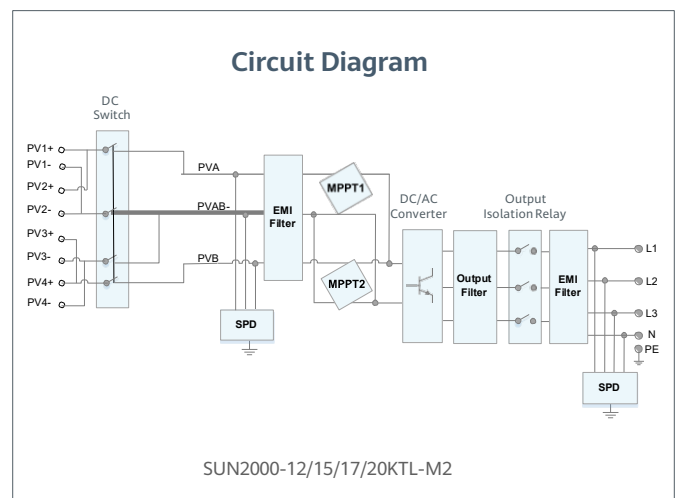 Circuit Diagram
DC
Switch
PV1+
PV1-
PV2+
PV2-
PV3+
PV3-
PV4+
PV4-
PVA
PVAB-
PVB
EMI
Filter
SPD
MPPT1
MPPT2
DC/AC
Converter
Output
Filter
Output
Isolation Relay
EMI
Filter
L1
L2
L3
N
PE
SPD
SUN2000-12/15/17/20KTL-M2